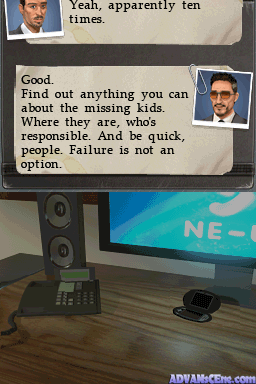 Yeah, apparently ten
times.
Good.
Find out anything you can
about the missing kids.
Where they are, who's
responsible. And be quick,
people. Failure is not an
option.
NE-
ADVANsCEne.com